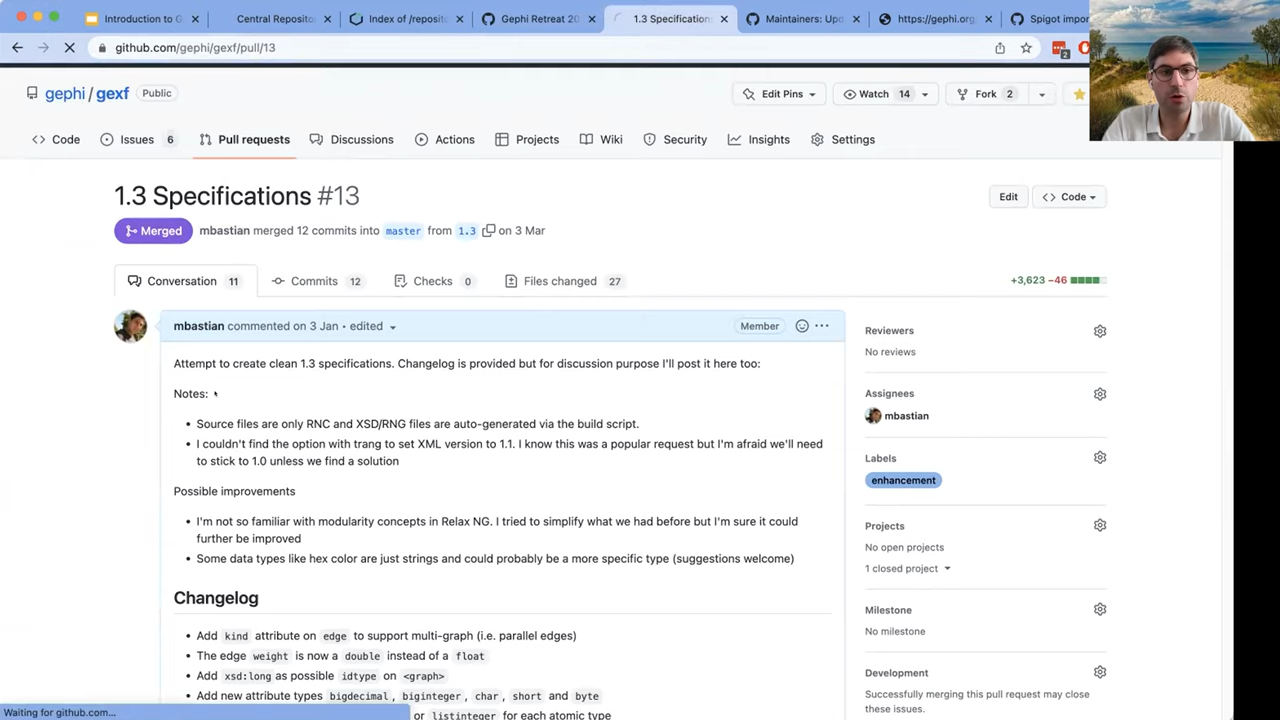 Introduction to G
Central Reposito
Index of /reposit
Gephi Retreat 20
1.3 Specification
Maintainers: Upd
https://gephi.org
Spigot impor
github.com/gephi/gexf/pull/13
2
gephi / gexf Public
Edit Pins
Watch 14
Fork 2
Code
Issues 6
Pull requests
Discussions
Actions
Projects
Wiki
Security
Insights
Settings
1.3 Specifications #13
Edit
Code
Merged
mbastian merged 12 commits into master from 1.3 on 3 Mar
Conversation 11
Commits 12
Checks 0
Files changed 27
+3,623 −46
mbastian commented on 3 Jan • edited
Member
Attempt to create clean 1.3 specifications. Changelog is provided but for discussion purpose I'll post it here too:
Notes:
• Source files are only RNC and XSD/RNG files are auto-generated via the build script.
• I couldn't find the option with trang to set XML version to 1.1. I know this was a popular request but I'm afraid we'll need
to stick to 1.0 unless we find a solution
Possible improvements
• I'm not so familiar with modularity concepts in Relax NG. I tried to simplify what we had before but I'm sure it could
further be improved
• Some data types like hex color are just strings and could probably be a more specific type (suggestions welcome)
Changelog
• Add kind attribute on edge to support multi-graph (i.e. parallel edges)
• The edge weight is now a double instead of a float
• Add xsd:long as possible idtype on <graph>
• Add new attribute types bigdecimal, biginteger, char, short and byte
or listinteger for each atomic type
Reviewers
No reviews
Assignees
mbastian
Labels
enhancement
Projects
No open projects
1 closed project
Milestone
No milestone
Development
Successfully merging this pull request may close
these issues.
Waiting for github.com...